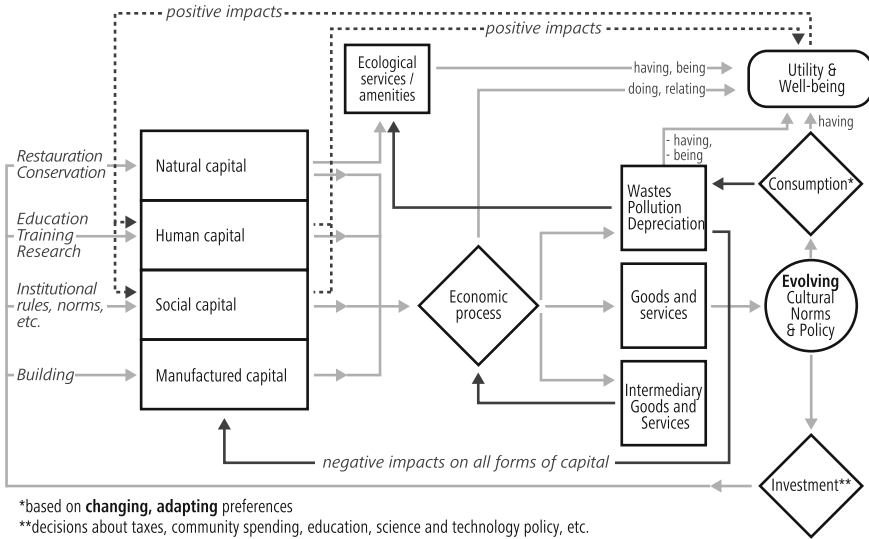 positive impacts
positive impacts
Ecological
services /
amenities
having, being
doing, relating
Utility &
Well-being
having
- having,
- being
Restauration
Conservation
Natural capital
Wastes
Pollution
Depreciation
Consumption*
Education
Training
Research
Human capital
Institutional
rules, norms,
etc.
Social capital
Economic
process
Goods and
services
Evolving
Cultural
Norms
& Policy
Building
Manufactured capital
Intermediary
Goods and
Services
negative impacts on all forms of capital
Investment**
*based on changing, adapting preferences
**decisions about taxes, community spending, education, science and technology policy, etc.